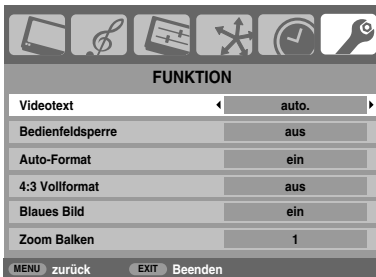 FUNKTION
Videotext auto.
Bedienfeldsperre aus
Auto-Format ein
4:3 Vollformat aus
Blaues Bild ein
Zoom Balken 1
MENU zurück EXIT Beenden